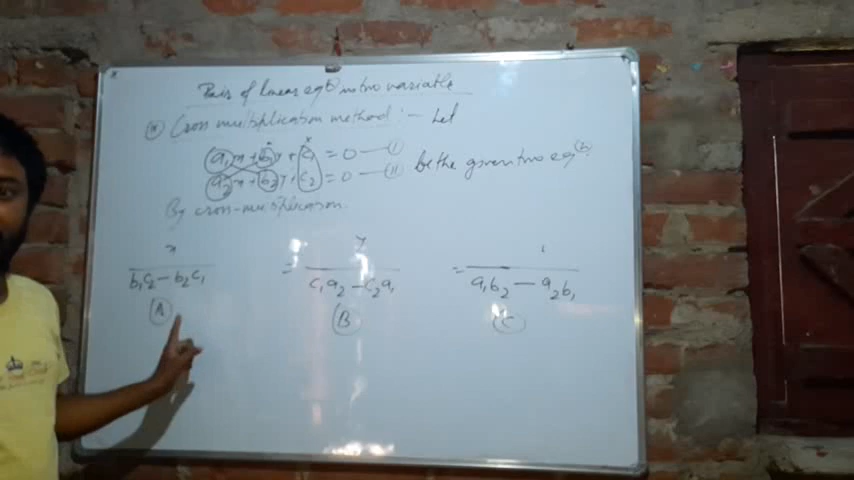 Pair of linear eqn in two variable
Cross multiplication method :- Let
a₁x + b₁y + c₁ = 0 — (I)
a₂x + b₂y + c₂ = 0 — (II) be the given two eq(n).
By cross-multiplication.
x = y = 1
b₁c₂ – b₂c₁ c₁a₂ – c₂a₁ a₁b₂ – a₂b₁
(A) (B) (C)